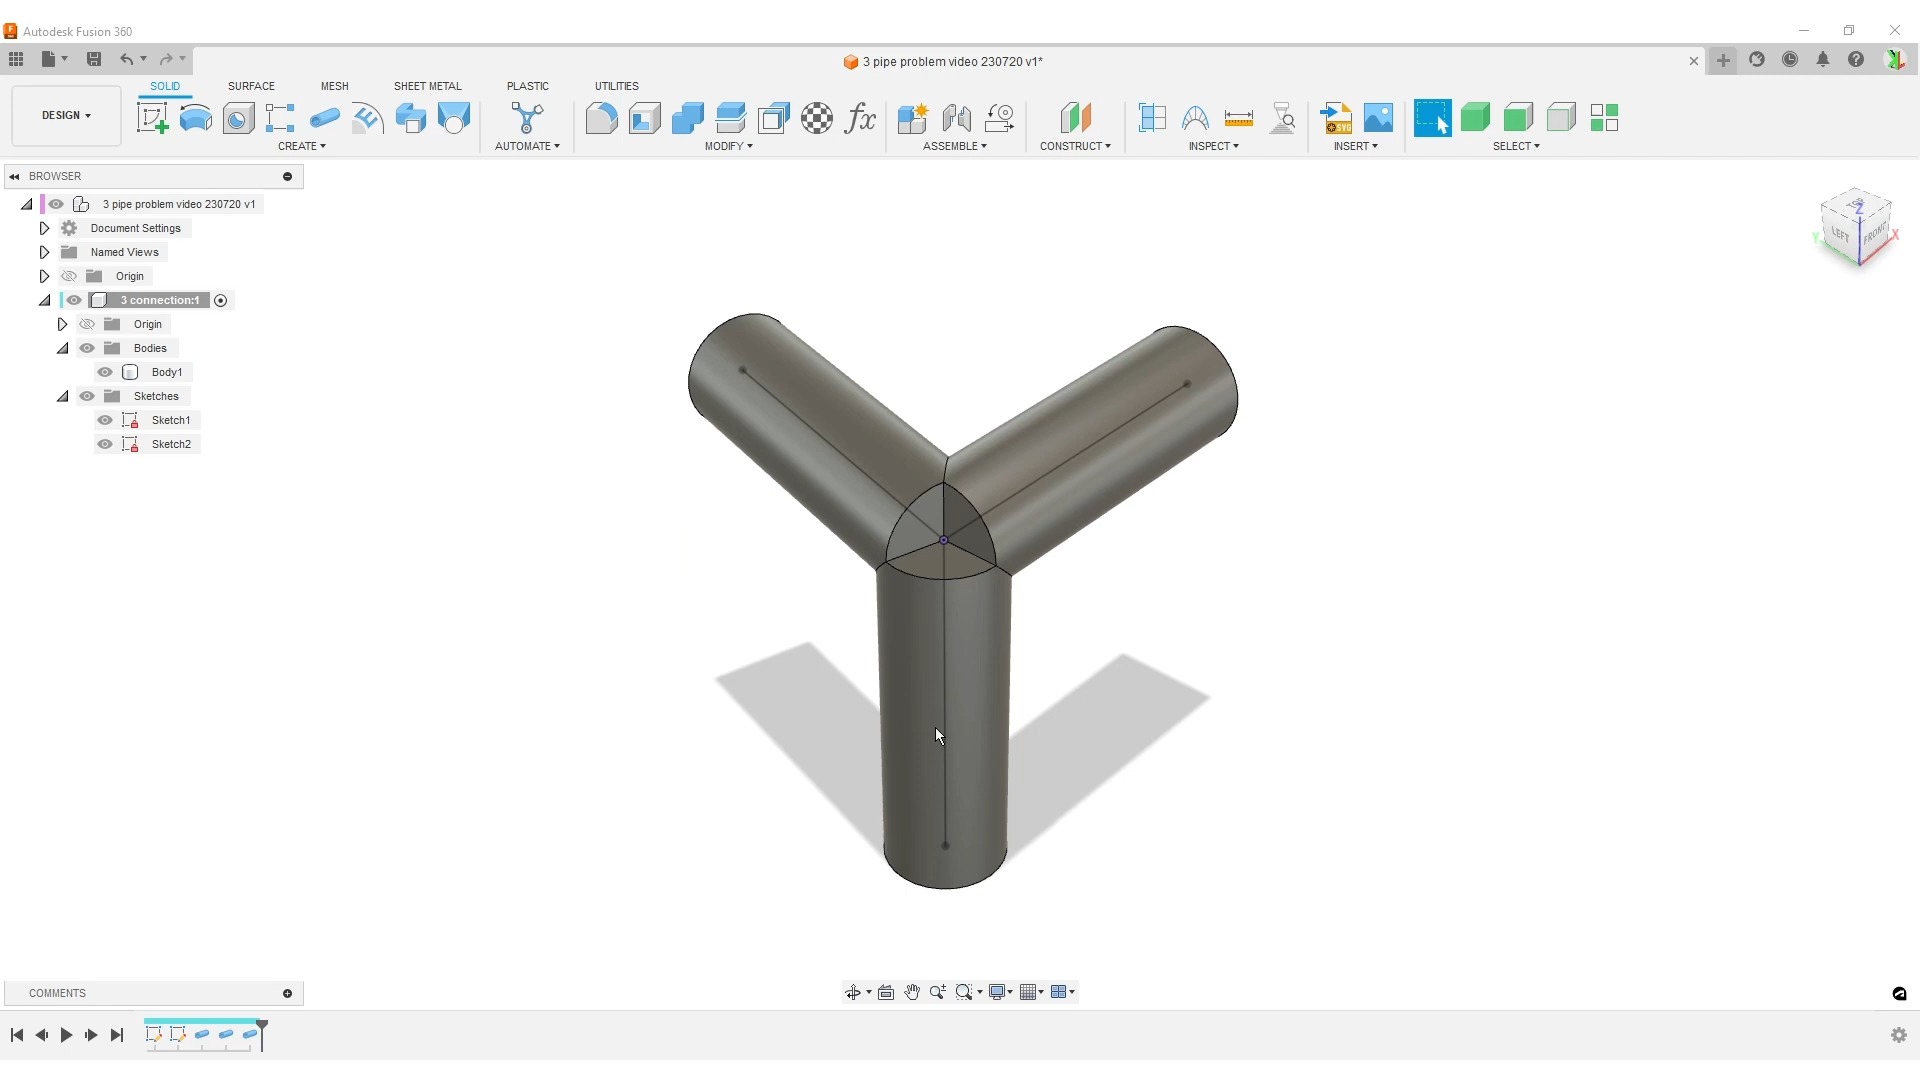 Autodesk Fusion 360
3 pipe problem video 230720 v1*
DESIGN
SOLID SURFACE MESH SHEET METAL PLASTIC UTILITIES
fx
CREATE AUTOMATE MODIFY ASSEMBLE CONSTRUCT INSPECT INSERT SELECT
SVG
BROWSER
3 pipe problem video 230720 v1
Document Settings
Named Views
Origin
3 connection:1
Origin
Bodies
Body1
Sketches
Sketch1
Sketch2
Z
LEFT FRONT
Y X
COMMENTS